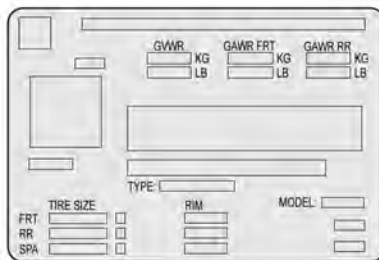 GVWR GAWR FRT GAWR RR
KG KG KG
LB LB LB
TYPE:
TIRE SIZE RIM MODEL:
FRT
RR
SPA